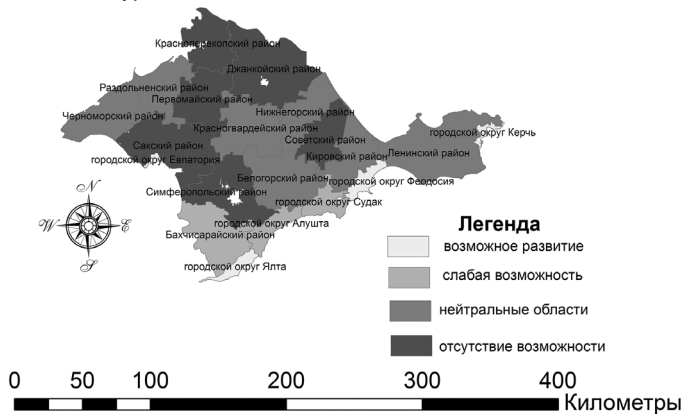 Красноперекопский район
Джанкойский район
Раздольненский район
Первомайский район
Черноморский район
Нижнегорский район
Красногвардейский район
городской округ Керчь
Советский район
Сакский район
Кировский район
Ленинский район
городской округ Евпатория
Белогорский район
городской округ Феодосия
Симферопольский район
городской округ Судак
N
W E
S
городской округ Алушта
Бахчисарайский район
городской округ Ялта
Легенда
возможное развитие
слабая возможность
нейтральные области
отсутствие возможности
0 50 100 200 300 400
Километры